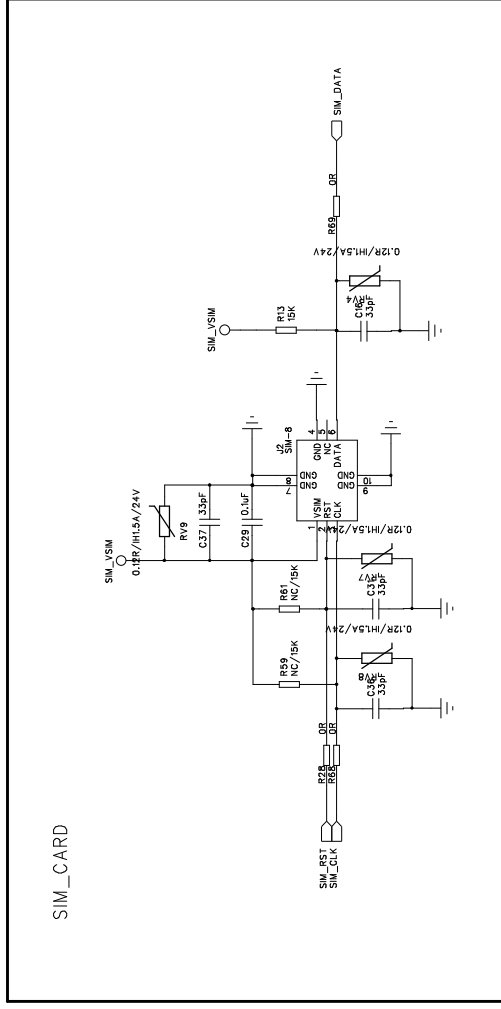 SIM_CARD
SIM_VSIM
0.12R/IH1.5A/24V
RV9
C37 33pF
C29 0.1uF
R61
NC/15K
R59
NC/15K
SIM_RST
SIM_CLK
R28 0R
R68 0R
0.12R/IH1.5A/24V
RV8
C36
33pF
0.12R/IH1.5A/24V
RV7
C31
33pF
J2
SIM-8
1 VSIM
2 RST
3 CLK
GND 4
NC 5
DATA 6
7 GND
8 GND
9 GND
10 GND
SIM_VSIM
R13
15K
0.12R/IH1.5A/24V
RV4
C16
33pF
R69 0R
SIM_DATA